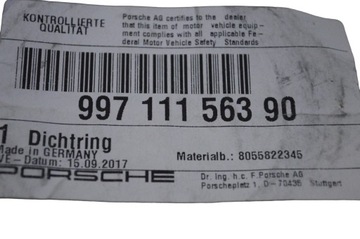 KONTROLLIERTE
QUALITÄT
Porsche AG certifies to the dealer
that this item of motor vehicle equip-
ment complies with all applicable Fe-
deral Motor Vehicle Safety Standards
997 111 563 90
1 Dichtring
Made in GERMANY
VE-Datum: 15.09.2017
Materialb.: 8055822345
PORSCHE
Dr. Ing. h.c. F. Porsche AG
Porscheplatz 1, D-70435 Stuttgart